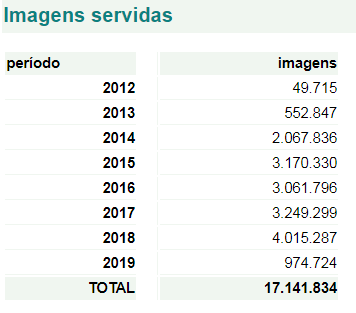 Imagens servidas
período imagens
2012 49.715
2013 552.847
2014 2.067.836
2015 3.170.330
2016 3.061.796
2017 3.249.299
2018 4.015.287
2019 974.724
TOTAL 17.141.834